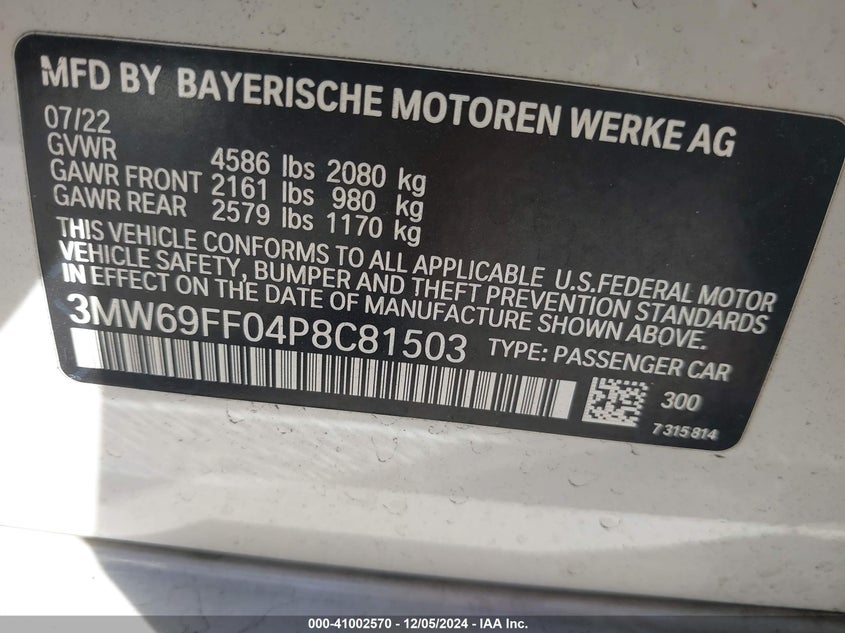 MFD BY BAYERISCHE MOTOREN WERKE AG
07/22
GVWR 4586 lbs 2080 kg
GAWR FRONT 2161 lbs 980 kg
GAWR REAR 2579 lbs 1170 kg
THIS VEHICLE CONFORMS TO ALL APPLICABLE U.S.FEDERAL MOTOR
VEHICLE SAFETY, BUMPER AND THEFT PREVENTION STANDARDS
IN EFFECT ON THE DATE OF MANUFACTURE SHOWN ABOVE.
3MW69FF04P8C81503 TYPE: PASSENGER CAR
300
7 315 814
000-41002570 - 12/05/2024 - IAA Inc.